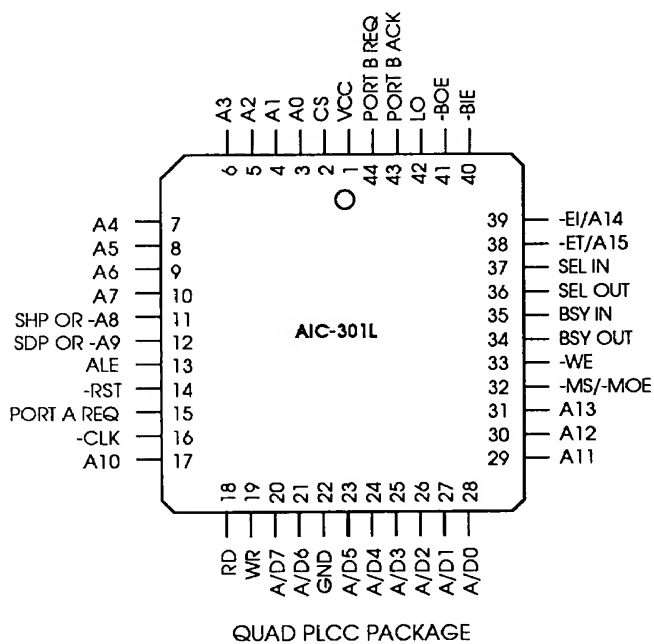 A3
A2
A1
A0
CS
VCC
PORT B REQ
PORT B ACK
LO
-BOE
-BIE
6
5
4
3
2
1
44
43
42
41
40
A4 7
A5 8
A6 9
A7 10
SHP OR -A8 11
SDP OR -A9 12
ALE 13
-RST 14
PORT A REQ 15
-CLK 16
A10 17
AIC-301L
39 -EI/A14
38 -ET/A15
37 SEL IN
36 SEL OUT
35 BSY IN
34 BSY OUT
33 -WE
32 -MS/-MOE
31 A13
30 A12
29 A11
18
19
20
21
22
23
24
25
26
27
28
RD
WR
A/D7
A/D6
GND
A/D5
A/D4
A/D3
A/D2
A/D1
A/D0
QUAD PLCC PACKAGE